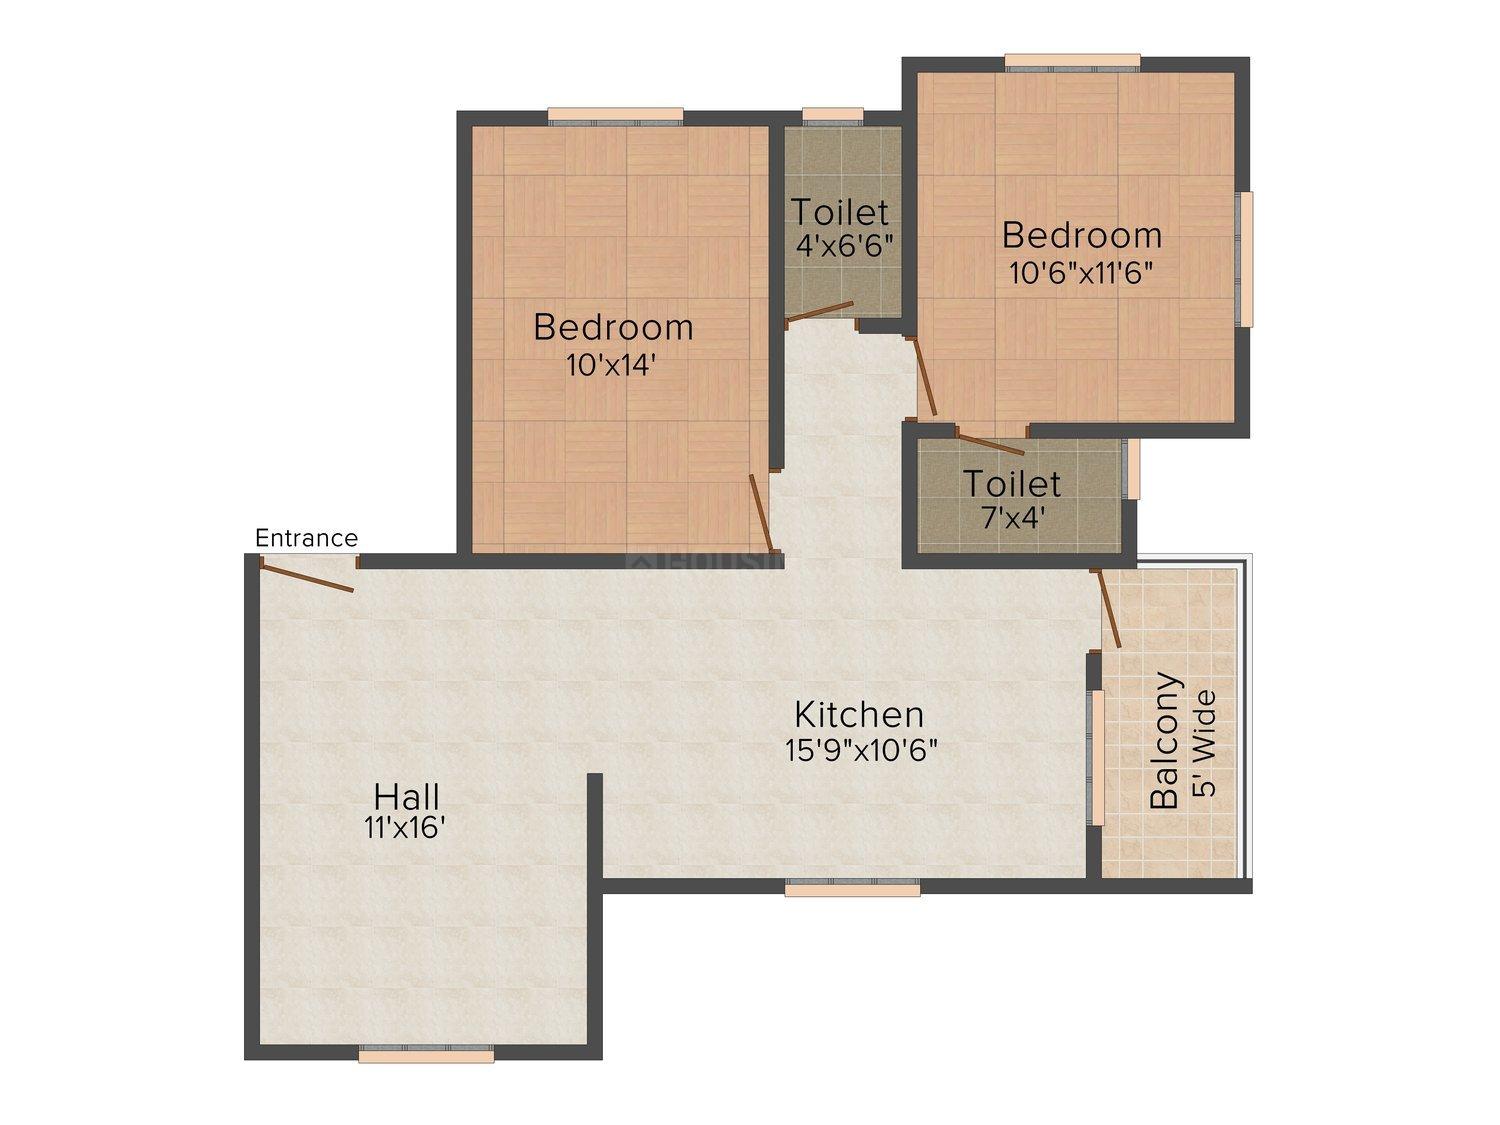 Toilet
4'x6'6"
Bedroom
10'6"x11'6"
Bedroom
10'x14'
Toilet
7'x4'
Entrance
Kitchen
15'9"x10'6"
Balcony
5' Wide
Hall
11'x16'